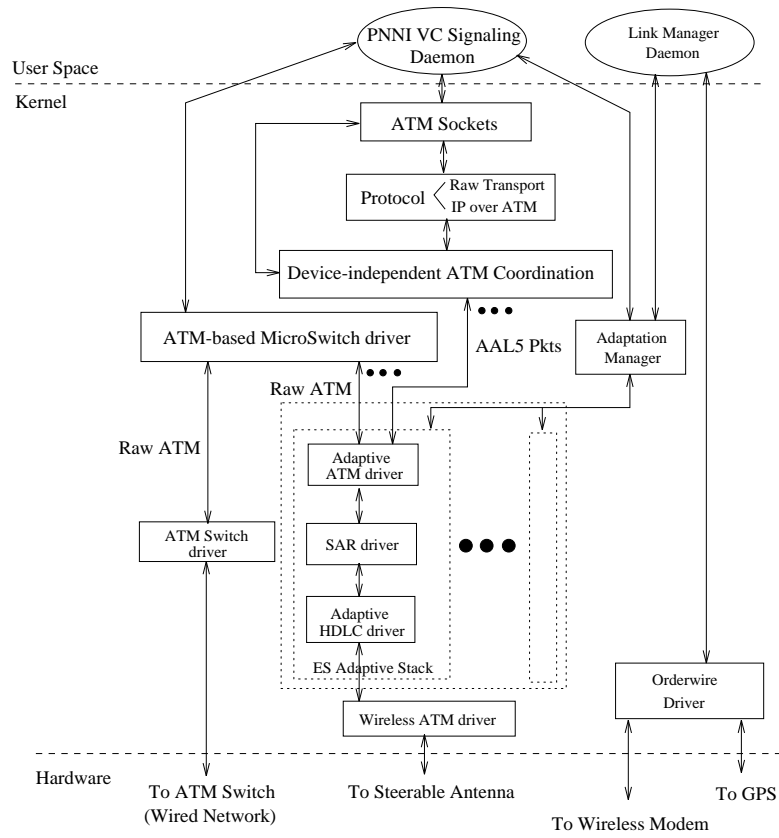 PNNI VC Signaling
Daemon
Link Manager
Daemon
User Space
Kernel
ATM Sockets
Protocol
Raw Transport
IP over ATM
Device-independent ATM Coordination
ATM-based MicroSwitch driver
AAL5 Pkts
Adaptation
Manager
Raw ATM
Raw ATM
Adaptive
ATM driver
ATM Switch
driver
SAR driver
Adaptive
HDLC driver
ES Adaptive Stack
Orderwire
Driver
Wireless ATM driver
Hardware
To ATM Switch
(Wired Network)
To Steerable Antenna
To GPS
To Wireless Modem